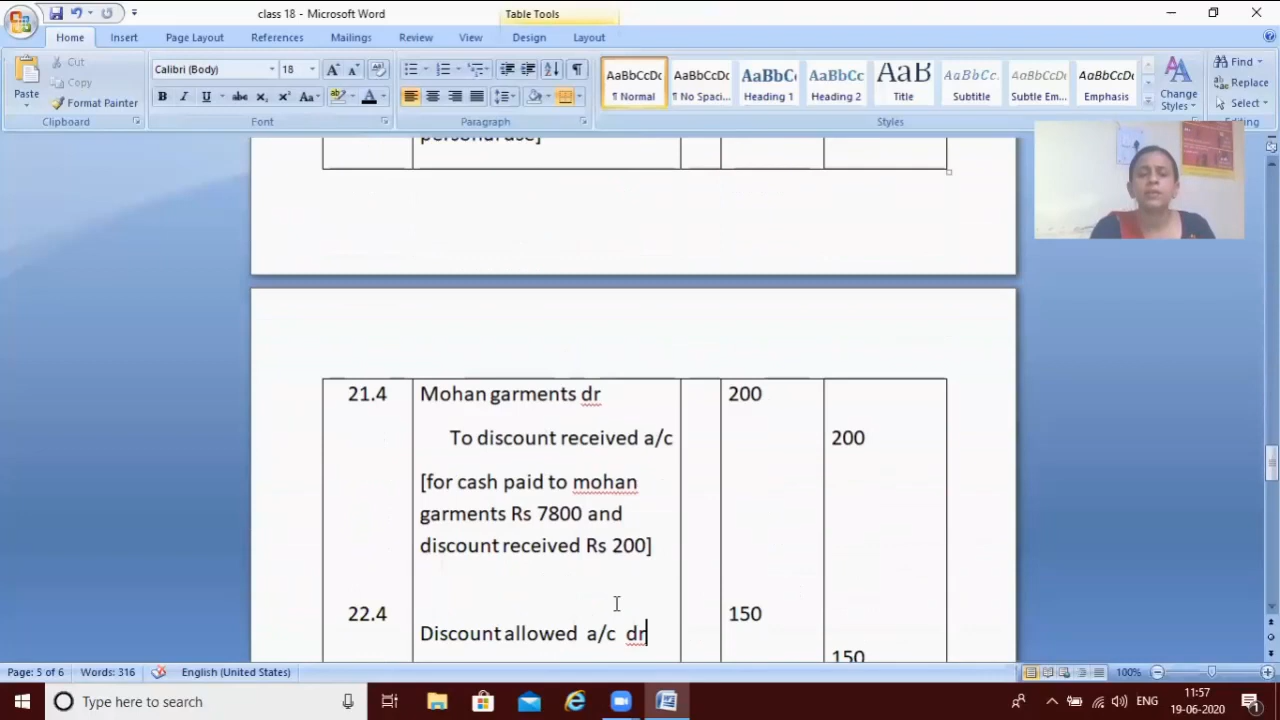 class 18 - Microsoft Word
Table Tools
Home Insert Page Layout References Mailings Review View Design Layout
Paste
Cut
Copy
Format Painter
Clipboard
Calibri (Body) 18
Font
Paragraph
AaBbCcDc AaBbCcDc AaBbCc AaBbCc AaB AaBbCc. AaBbCcDc AaBbCcDc
¶ Normal ¶ No Spaci... Heading 1 Heading 2 Title Subtitle Subtle Em... Emphasis
Change Styles
Styles
Find
Replace
Select
Editing
personal use]
21.4 Mohan garments dr 200
To discount received a/c 200
[for cash paid to mohan
garments Rs 7800 and
discount received Rs 200]
22.4 150
Discount allowed a/c dr
150
Page: 5 of 6 Words: 316 English (United States) 100%
Type here to search
ENG
11:57
19-06-2020